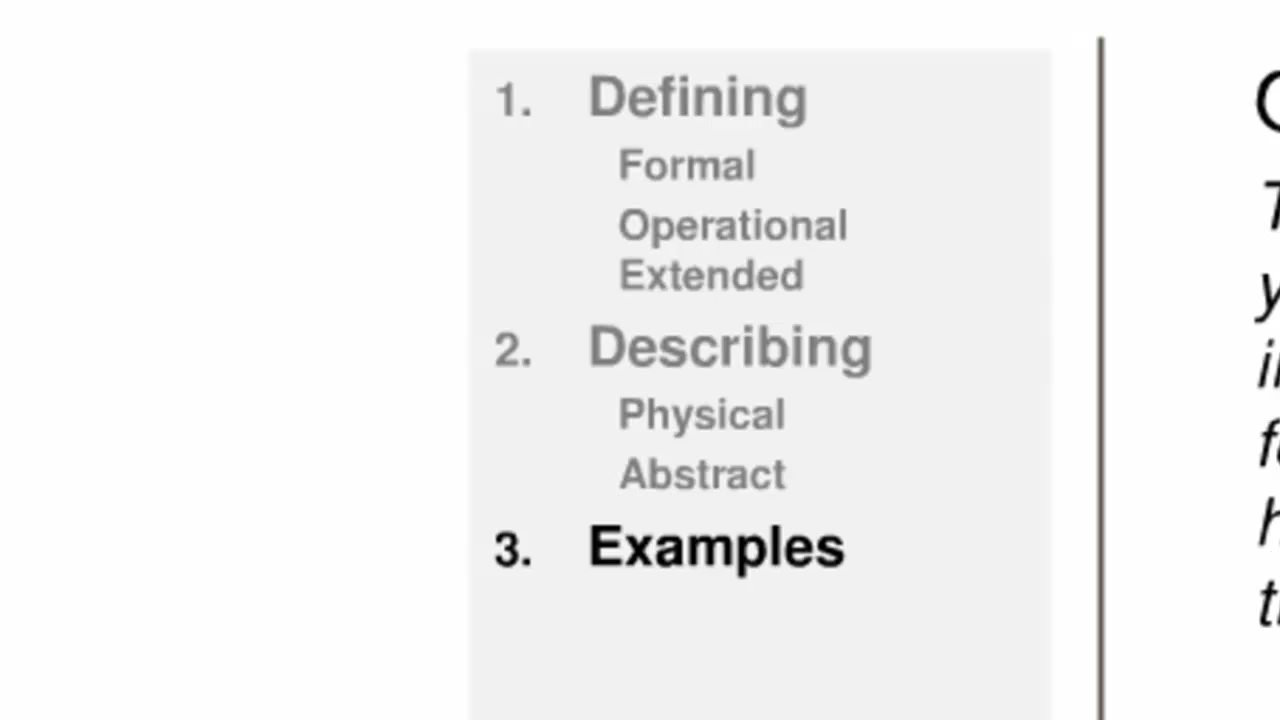 1. Defining
Formal
Operational
Extended
2. Describing
Physical
Abstract
3. Examples